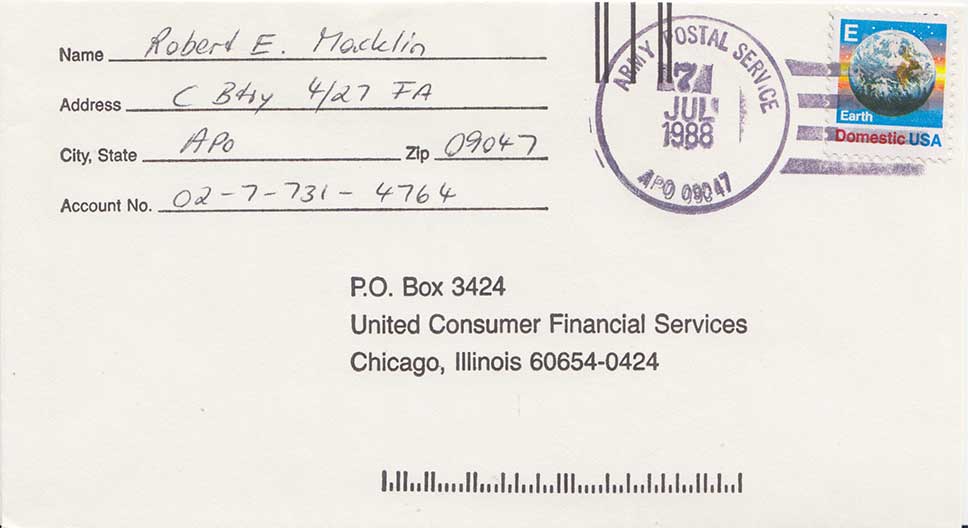 Name Robert E. Macklin
Address C Btry 4/27 FA
City, State APO Zip 09047
Account No. 02-7-731-4764
ARMY POSTAL SERVICE
7
JUL
1988
APO 09047
E
Earth
Domestic USA
P.O. Box 3424
United Consumer Financial Services
Chicago, Illinois 60654-0424